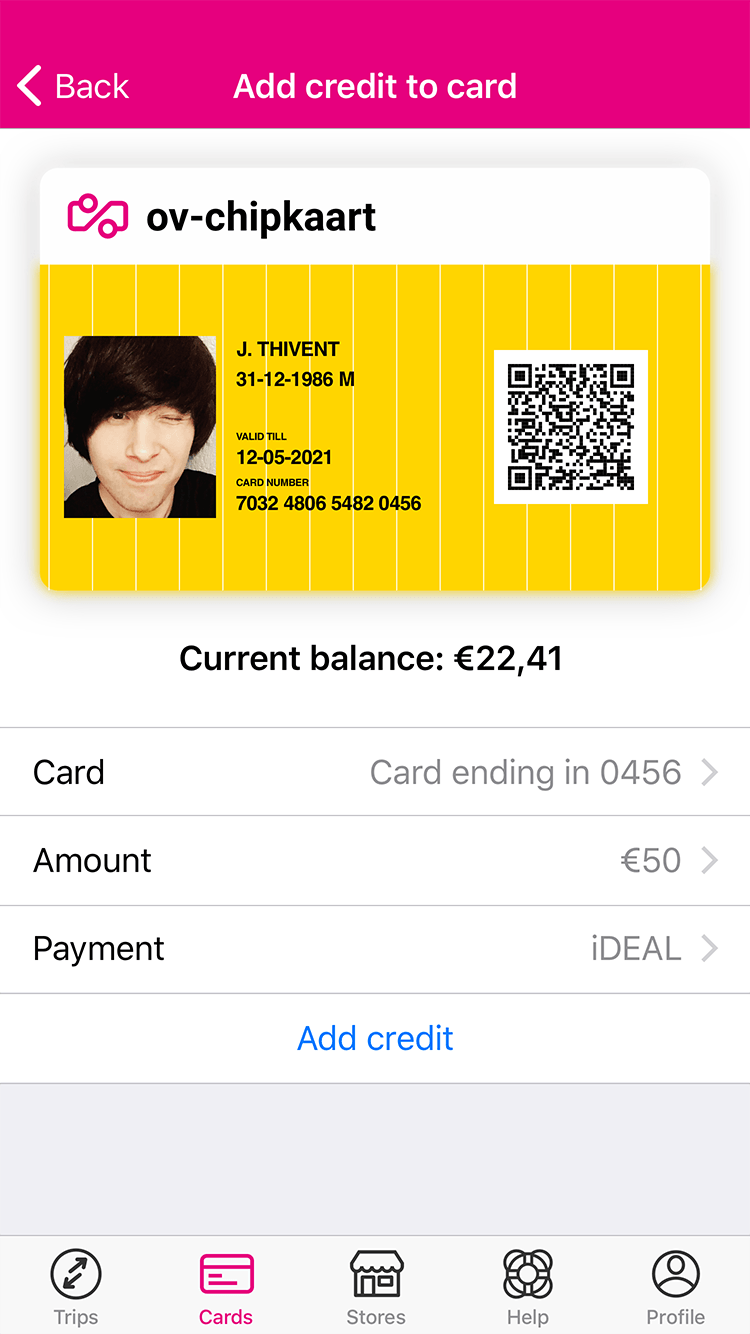 Back
Add credit to card
ov-chipkaart
J. THIVENT
31-12-1986 M
VALID TILL
12-05-2021
CARD NUMBER
7032 4806 5482 0456
Current balance: €22,41
Card Card ending in 0456
Amount €50
Payment iDEAL
Add credit
Trips Cards Stores Help Profile